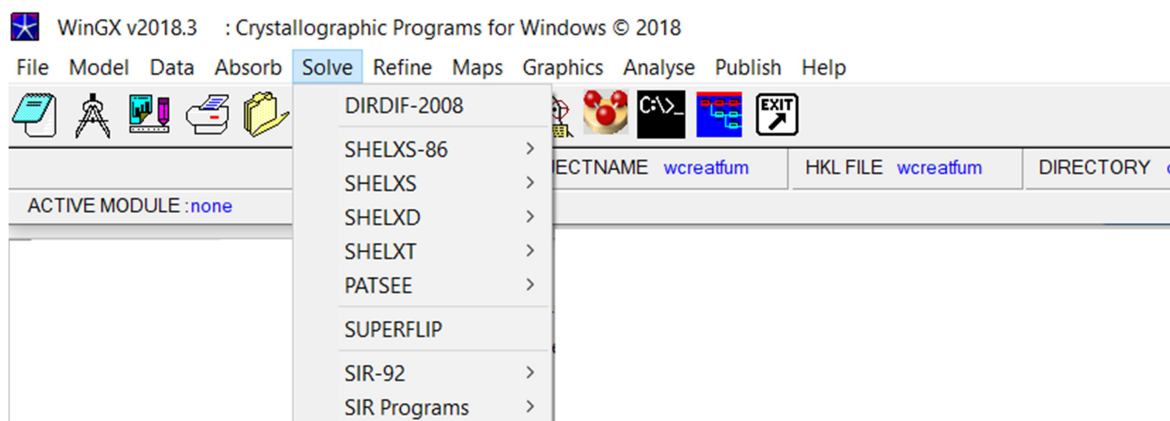 WinGX v2018.3 : Crystallographic Programs for Windows © 2018
File Model Data Absorb Solve Refine Maps Graphics Analyse Publish Help
C:\>_ EXIT
wcreatfum HKL FILE wcreatfum DIRECTORY
ACTIVE MODULE :none
DIRDIF-2008
SHELXS-86
SHELXS
SHELXD
SHELXT
PATSEE
SUPERFLIP
SIR-92
SIR Programs